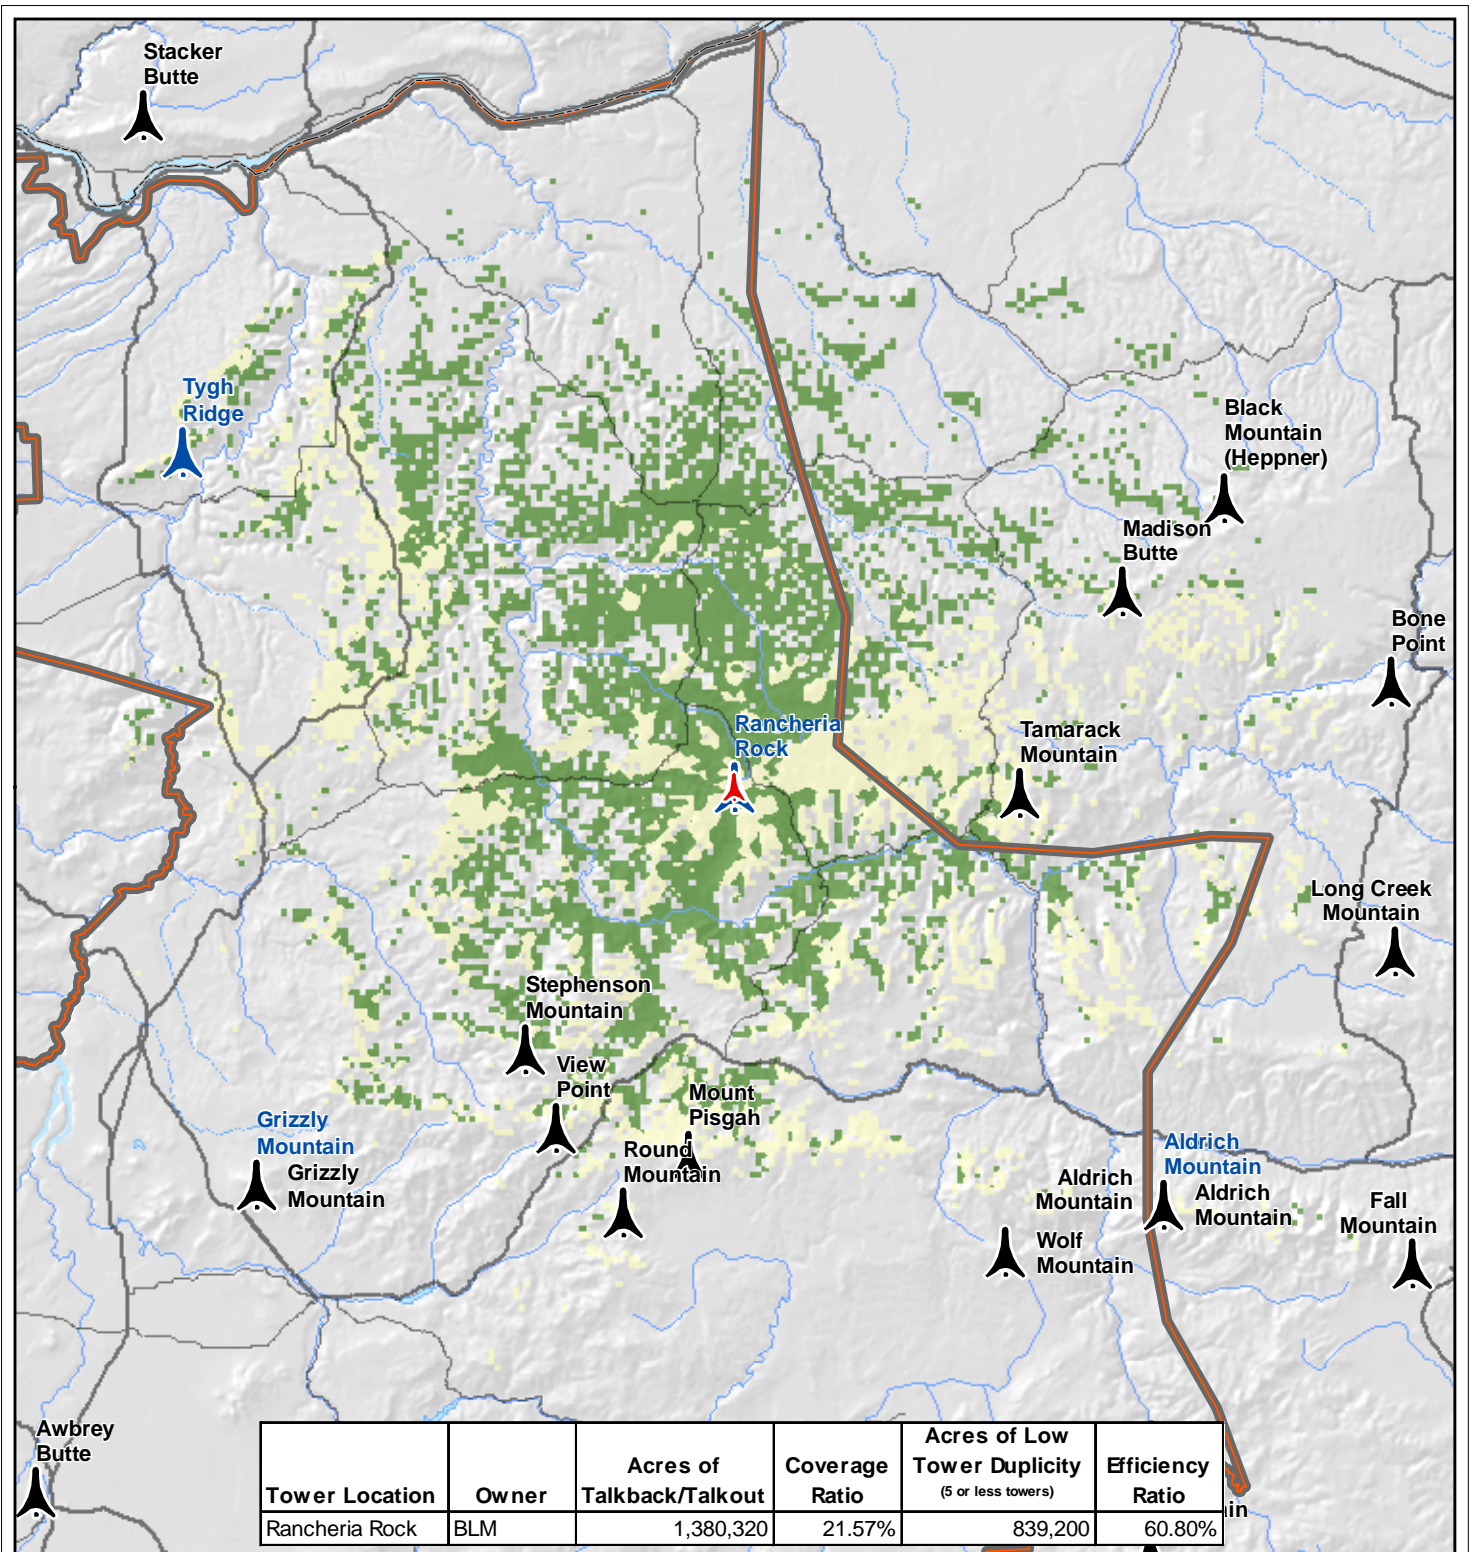 Stacker
Butte
Tygh
Ridge
Black
Mountain
(Heppner)
Madison
Butte
Bone
Point
Rancheria
Rock
Tamarack
Mountain
Long Creek
Mountain
Stephenson
Mountain
View
Point
Mount
Pisgah
Round
Mountain
Grizzly
Mountain
Grizzly
Mountain
Aldrich
Mountain
Aldrich
Mountain
Aldrich
Mountain
Fall
Mountain
Wolf
Mountain
Awbrey
Butte
Tower Location
Owner
Acres of
Talkback/Talkout
Coverage
Ratio
Acres of Low
Tower Duplicity
(5 or less towers)
Efficiency
Ratio
Rancheria Rock BLM 1,380,320 21.57% 839,200 60.80%